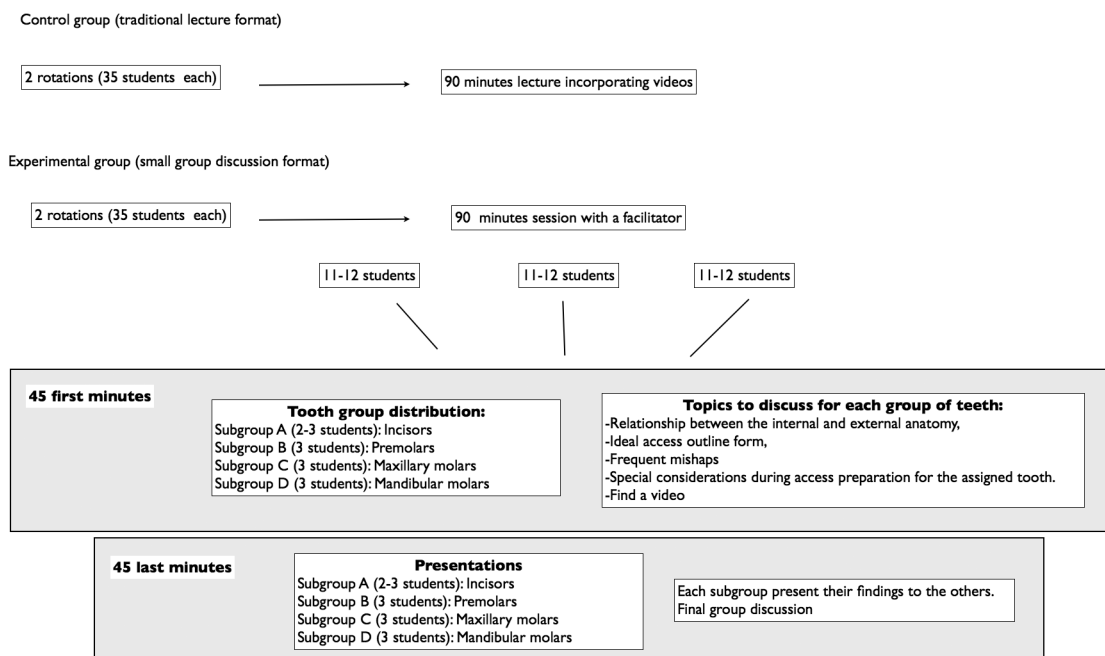 Control group (traditional lecture format)
2 rotations (35 students  each)
90 minutes lecture incorporating videos
Experimental group (small group discussion format)
2 rotations (35 students  each)
90  minutes session with a facilitator
11-12 students
11-12 students
11-12 students
45 first minutes
Tooth group distribution:
Subgroup A (2-3 students): Incisors
Subgroup B (3 students): Premolars
Subgroup C (3 students): Maxillary molars
Subgroup D (3 students): Mandibular molars
Topics to discuss for each group of teeth:
-Relationship between the internal and external anatomy,
-Ideal access outline form,
-Frequent mishaps
-Special considerations during access preparation for the assigned tooth.
-Find a video
45 last minutes
Presentations
Subgroup A (2-3 students): Incisors
Subgroup B (3 students): Premolars
Subgroup C (3 students): Maxillary molars
Subgroup D (3 students): Mandibular molars
Each subgroup present their findings to the others.
Final group discussion